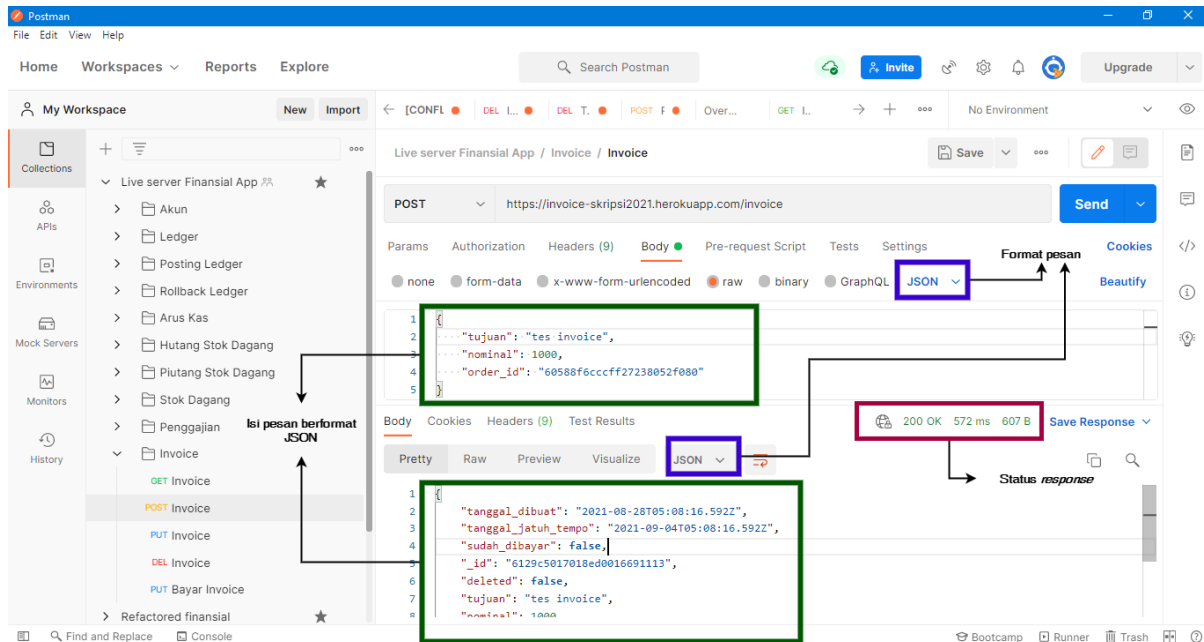 Postman
File Edit View Help
Home Workspaces Reports Explore Search Postman Invite Upgrade
My Workspace New Import
[CONFL DEL I... DEL T. POST F Over... GET I.. No Environment
Collections
APIs
Environments
Mock Servers
Monitors
History
Live server Finansial App
Akun
Ledger
Posting Ledger
Rollback Ledger
Arus Kas
Hutang Stok Dagang
Piutang Stok Dagang
Stok Dagang
Penggajian
Invoice
GET Invoice
POST Invoice
PUT Invoice
DEL Invoice
PUT Bayar Invoice
Refactored finansial
Isi pesan berformat
JSON
Live server Finansial App / Invoice / Invoice Save
POST https://invoice-skripsi2021.herokuapp.com/invoice Send
Params Authorization Headers (9) Body Pre-request Script Tests Settings Cookies
Format pesan
none form-data x-www-form-urlencoded raw binary GraphQL JSON Beautify
1 {
2 "tujuan": "tes invoice",
3 "nominal": 1000,
4 "order_id": "60588f6cccff27238052f080"
5 }
Body Cookies Headers (9) Test Results 200 OK 572 ms 607 B Save Response
Pretty Raw Preview Visualize JSON
Status response
1 {
2 "tanggal_dibuat": "2021-08-28T05:08:16.592Z",
3 "tanggal_jatuh_tempo": "2021-09-04T05:08:16.592Z",
4 "sudah_dibayar": false,
5 "_id": "6129c5017018ed0016691113",
6 "deleted": false,
7 "tujuan": "tes invoice",
8 "nominal": 1000
Find and Replace Console Bootcamp Runner Trash